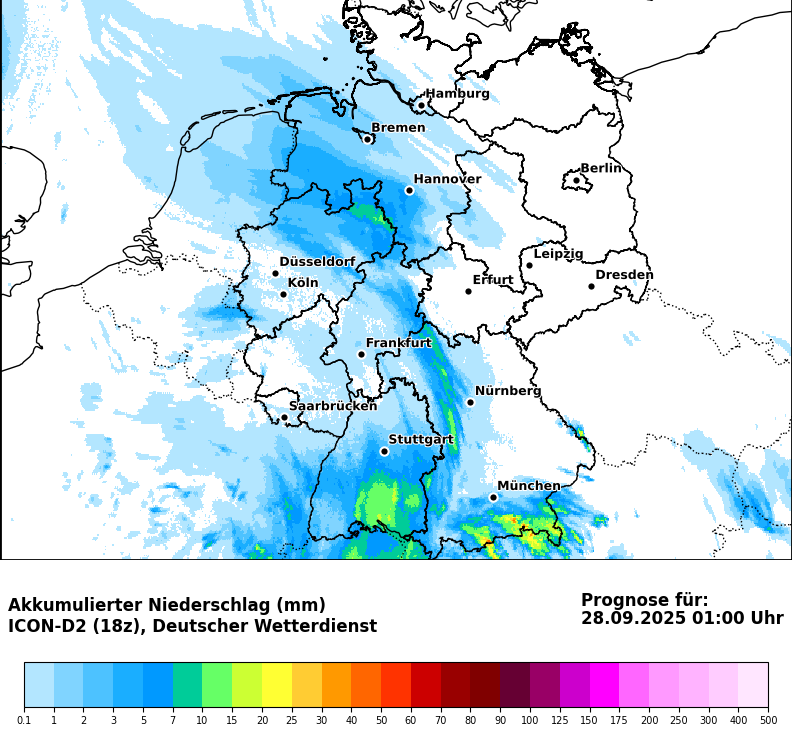 Hamburg
Bremen
Hannover
Berlin
Leipzig
Düsseldorf
Köln
Erfurt
Dresden
Frankfurt
Nürnberg
Saarbrücken
Stuttgart
München
Akkumulierter Niederschlag (mm)
ICON-D2 (18z), Deutscher Wetterdienst
Prognose für:
28.09.2025 01:00 Uhr
0.1 1 2 3 5 7 10 15 20 25 30 40 50 60 70 80 90 100 125 150 175 200 250 300 400 500